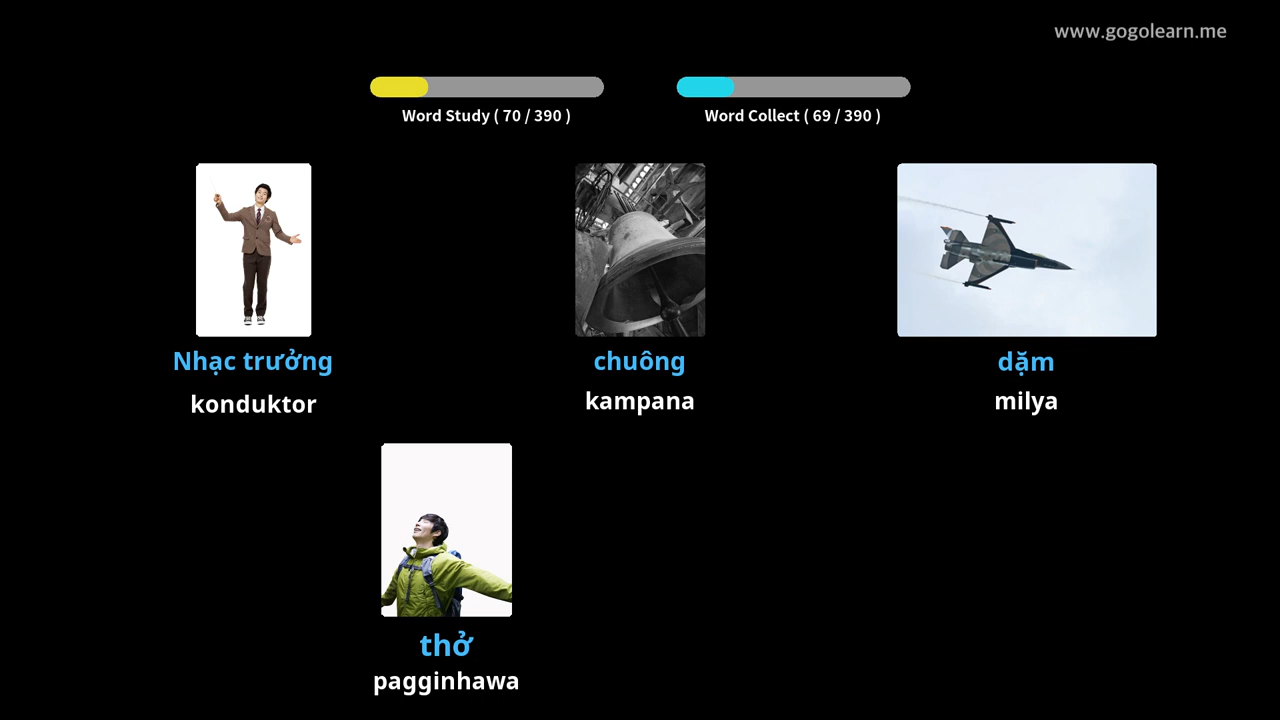 www.gogolearn.me
Word Study ( 70 / 390 )
Word Collect ( 69 / 390 )
Nhạc trưởng
konduktor
chuông
kampana
dặm
milya
thở
pagginhawa